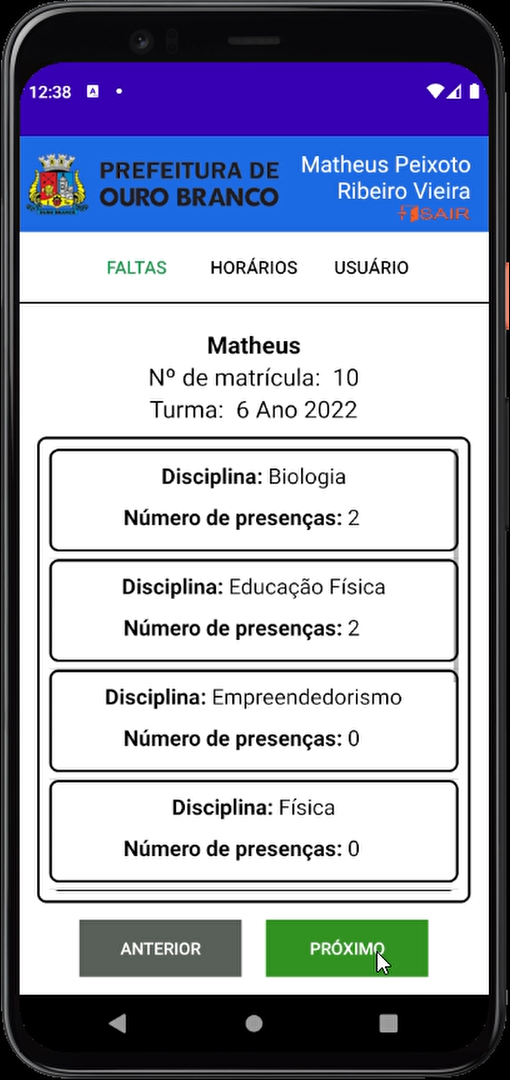 12:38
PREFEITURA DE
OURO BRANCO
OURO BRANCO
Matheus Peixoto
Ribeiro Vieira
SAIR
FALTAS HORÁRIOS USUÁRIO
Matheus
Nº de matrícula: 10
Turma: 6 Ano 2022
Disciplina: Biologia
Número de presenças: 2
Disciplina: Educação Física
Número de presenças: 2
Disciplina: Empreendedorismo
Número de presenças: 0
Disciplina: Física
Número de presenças: 0
ANTERIOR PRÓXIMO